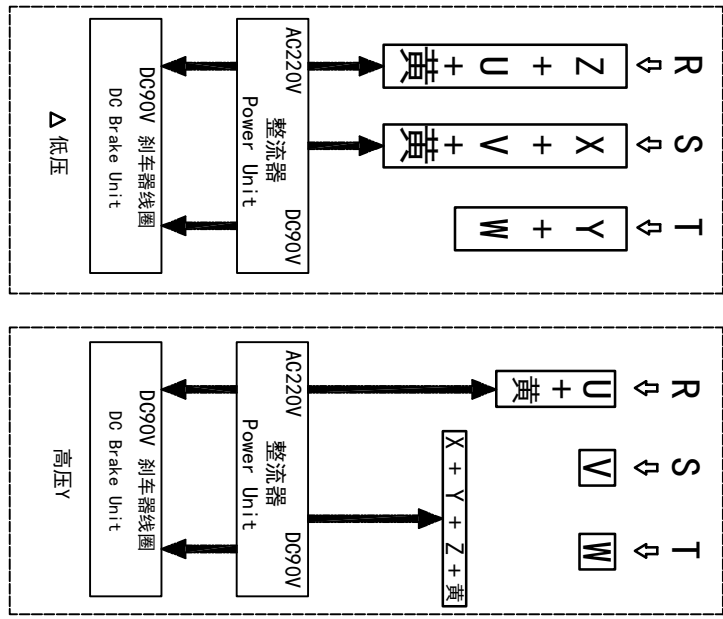 R S T
Z + U + 黄
X + V + 黄
Y + W
AC220V 整流器 DC90V
Power Unit
DC90V 刹车器线圈
DC Brake Unit
△ 低压
R S T
U + 黄
V
W
X + Y + Z + 黄
AC220V 整流器 DC90V
Power Unit
DC90V 刹车器线圈
DC Brake Unit
高压Y